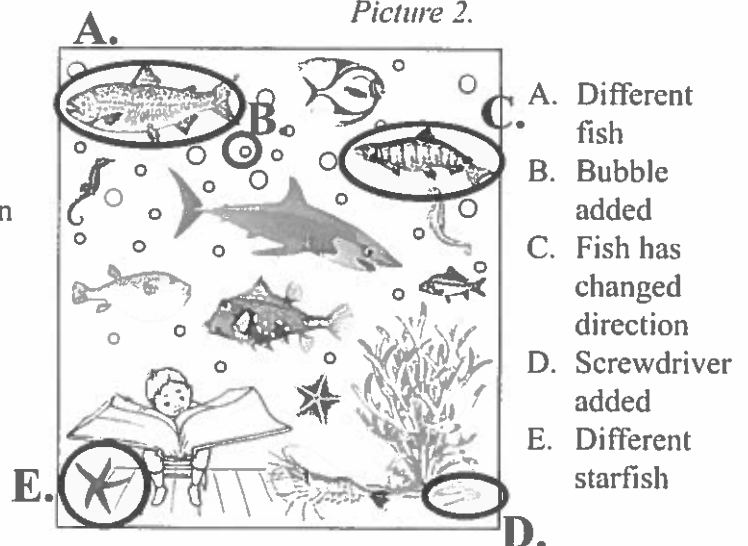 Picture 2.
A.
B.
C.
n
E.
D.
A. Different
fish
B. Bubble
added
C. Fish has
changed
direction
D. Screwdriver
added
E. Different
starfish